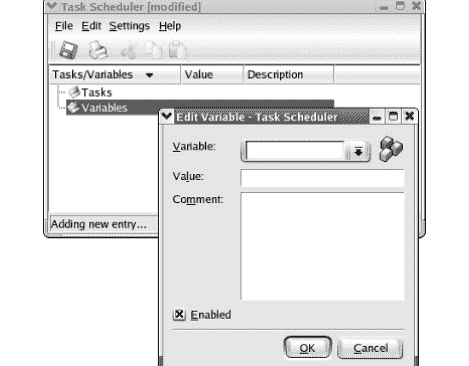 Task Scheduler [modified]
File Edit Settings Help
Tasks/Variables Value Description
Tasks
Variables
Edit Variable - Task Scheduler
Variable:
Value:
Comment:
Adding new entry...
Enabled
OK Cancel